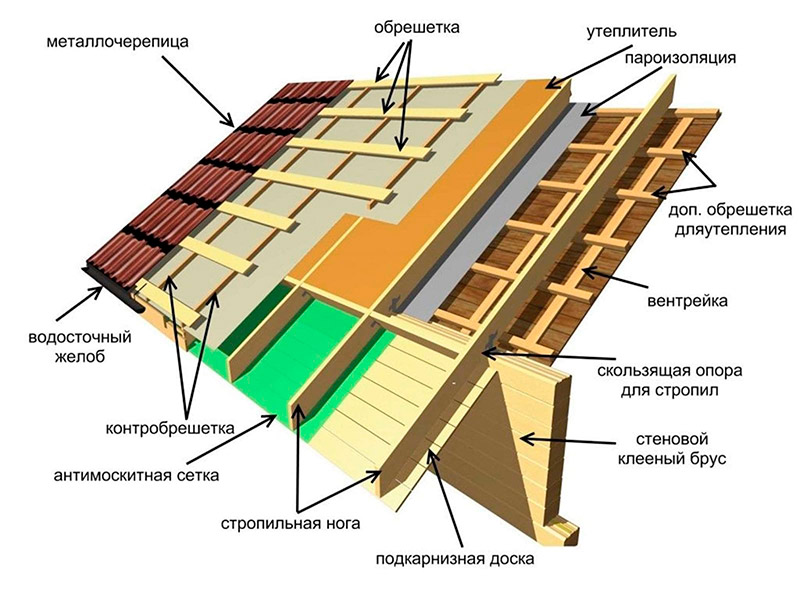 обрешетка
утеплитель
металлочерепица
пароизоляция
доп. обрешетка
дляутепления
вентрейка
водосточный
желоб
скользящая опора
для стропил
контробрешетка
стеновой
клееный брус
антимоскитная сетка
стропильная нога
подкарнизная доска